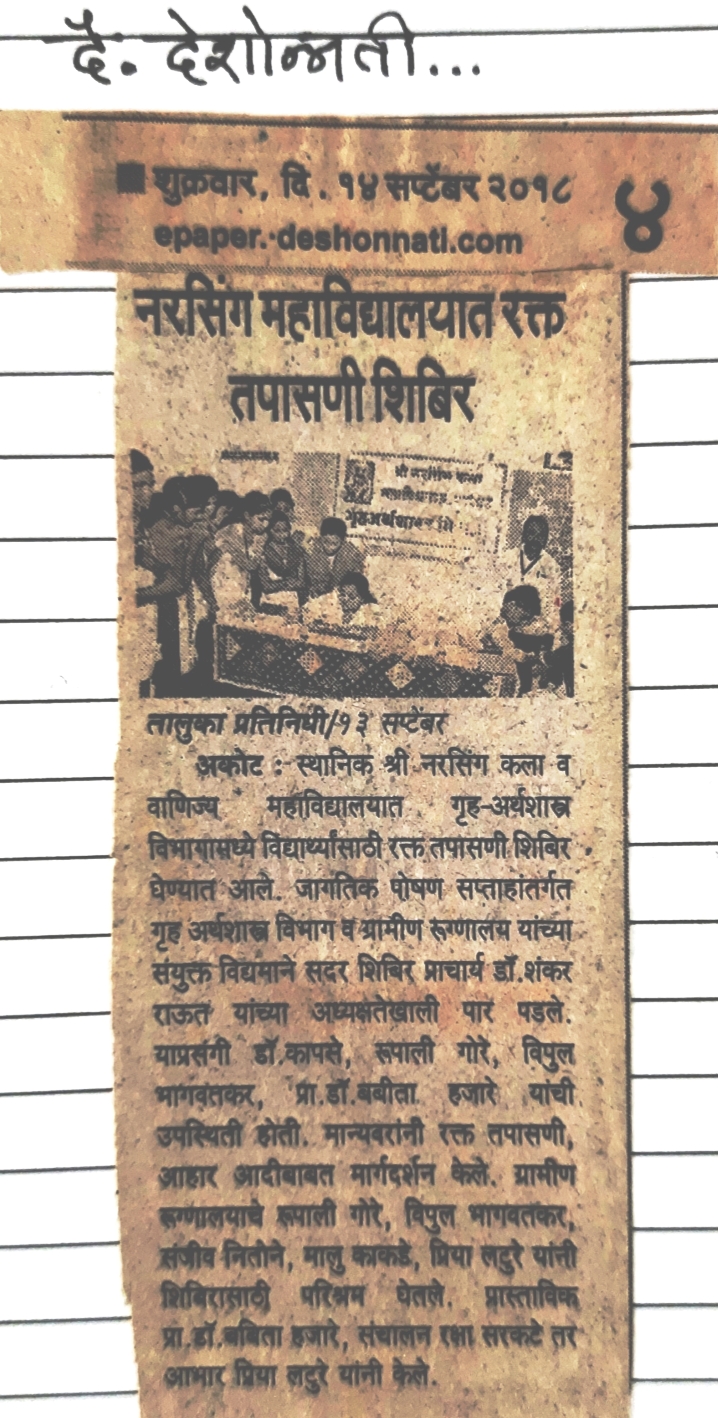 दै. देशोन्नती...
■ शुक्रवार, दि. १४ सप्टेंबर २०१८
४
epaper.deshonnati.com
नरसिंग महाविद्यालयात रक्त
तपासणी शिबिर
श्री नरसिंग कला
गृहअर्थशास्त्र
तालुका प्रतिनिधी/१३ सप्टेंबर
अकोट : स्थानिक श्री नरसिंग कला व
वाणिज्य महाविद्यालयात गृह-अर्थशास्त्र
विभागामध्ये विद्यार्थ्यांसाठी रक्त तपासणी शिबिर
घेण्यात आले. जागतिक पोषण सप्ताहांतर्गत
गृह अर्थशास्त्र विभाग व ग्रामीण रूग्णालय यांच्या
संयुक्त विद्यमाने सदर शिबिर प्राचार्य डॉ.शंकर
राऊत यांच्या अध्यक्षतेखाली पार पडले.
याप्रसंगी डॉ.कापसे, रूपाली गोरे, विपुल
भागवतकर, प्रा.डॉ.बबीता हजारे यांची
उपस्थिती होती. मान्यवरांनी रक्त तपासणी,
आहार आदीबाबत मार्गदर्शन केले. ग्रामीण
रूग्णालयाचे रूपाली गोरे, विपुल भागवतकर,
संजीव नितोने, मालु काकडे, प्रिया लटुरे यांनी
शिबिरासाठी परिश्रम घेतले. प्रास्ताविक
प्रा.डॉ.बबिता हजारे, संचालन रक्षा सरकटे तर
आभार प्रिया लटुरे यांनी केले.